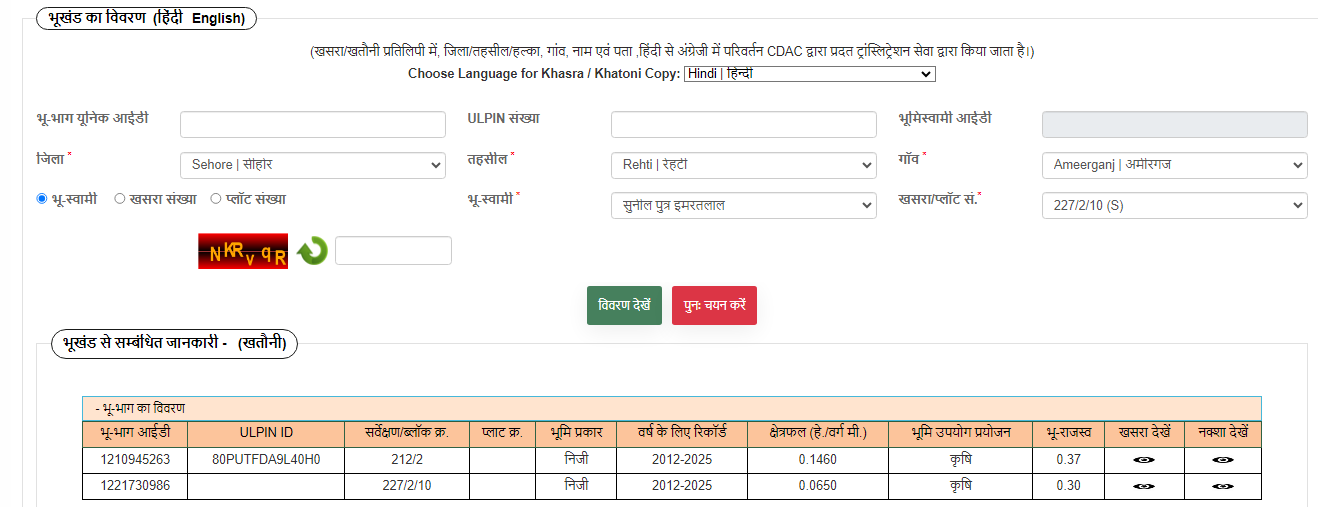 भूखंड का विवरण (हिंदी English)
(खसरा/खतौनी प्रतिलिपी में, जिला/तहसील/हल्का, गांव, नाम एवं पता ,हिंदी से अंग्रेजी में परिवर्तन CDAC द्वारा प्रदत ट्रांस्लिट्रेशन सेवा द्वारा किया जाता है।)
Choose Language for Khasra / Khatoni Copy: Hindi | हिन्दी
भू-भाग यूनिक आईडी ULPIN संख्या भूमिस्वामी आईडी
जिला * Sehore | सीहोर तहसील * Rehti | रेहटी गाँव * Ameerganj | अमीरगज
भू-स्वामी खसरा संख्या प्लॉट संख्या भू-स्वामी * सुनील पुत्र इमरतलाल खसरा/प्लॉट सं.* 227/2/10 (S)
NKRvqR
विवरण देखें पुनः चयन करें
भूखंड से सम्बंधित जानकारी - (खतौनी)
- भू-भाग का विवरण
भू-भाग आईडी ULPIN ID सर्वेक्षण/ब्लॉक क्र. प्लाट क्र. भूमि प्रकार वर्ष के लिए रिकॉर्ड क्षेत्रफल (हे./वर्ग मी.) भूमि उपयोग प्रयोजन भू-राजस्व खसरा देखें नक्शा देखें
1210945263 80PUTFDA9L40H0 212/2 निजी 2012-2025 0.1460 कृषि 0.37
1221730986 227/2/10 निजी 2012-2025 0.0650 कृषि 0.30